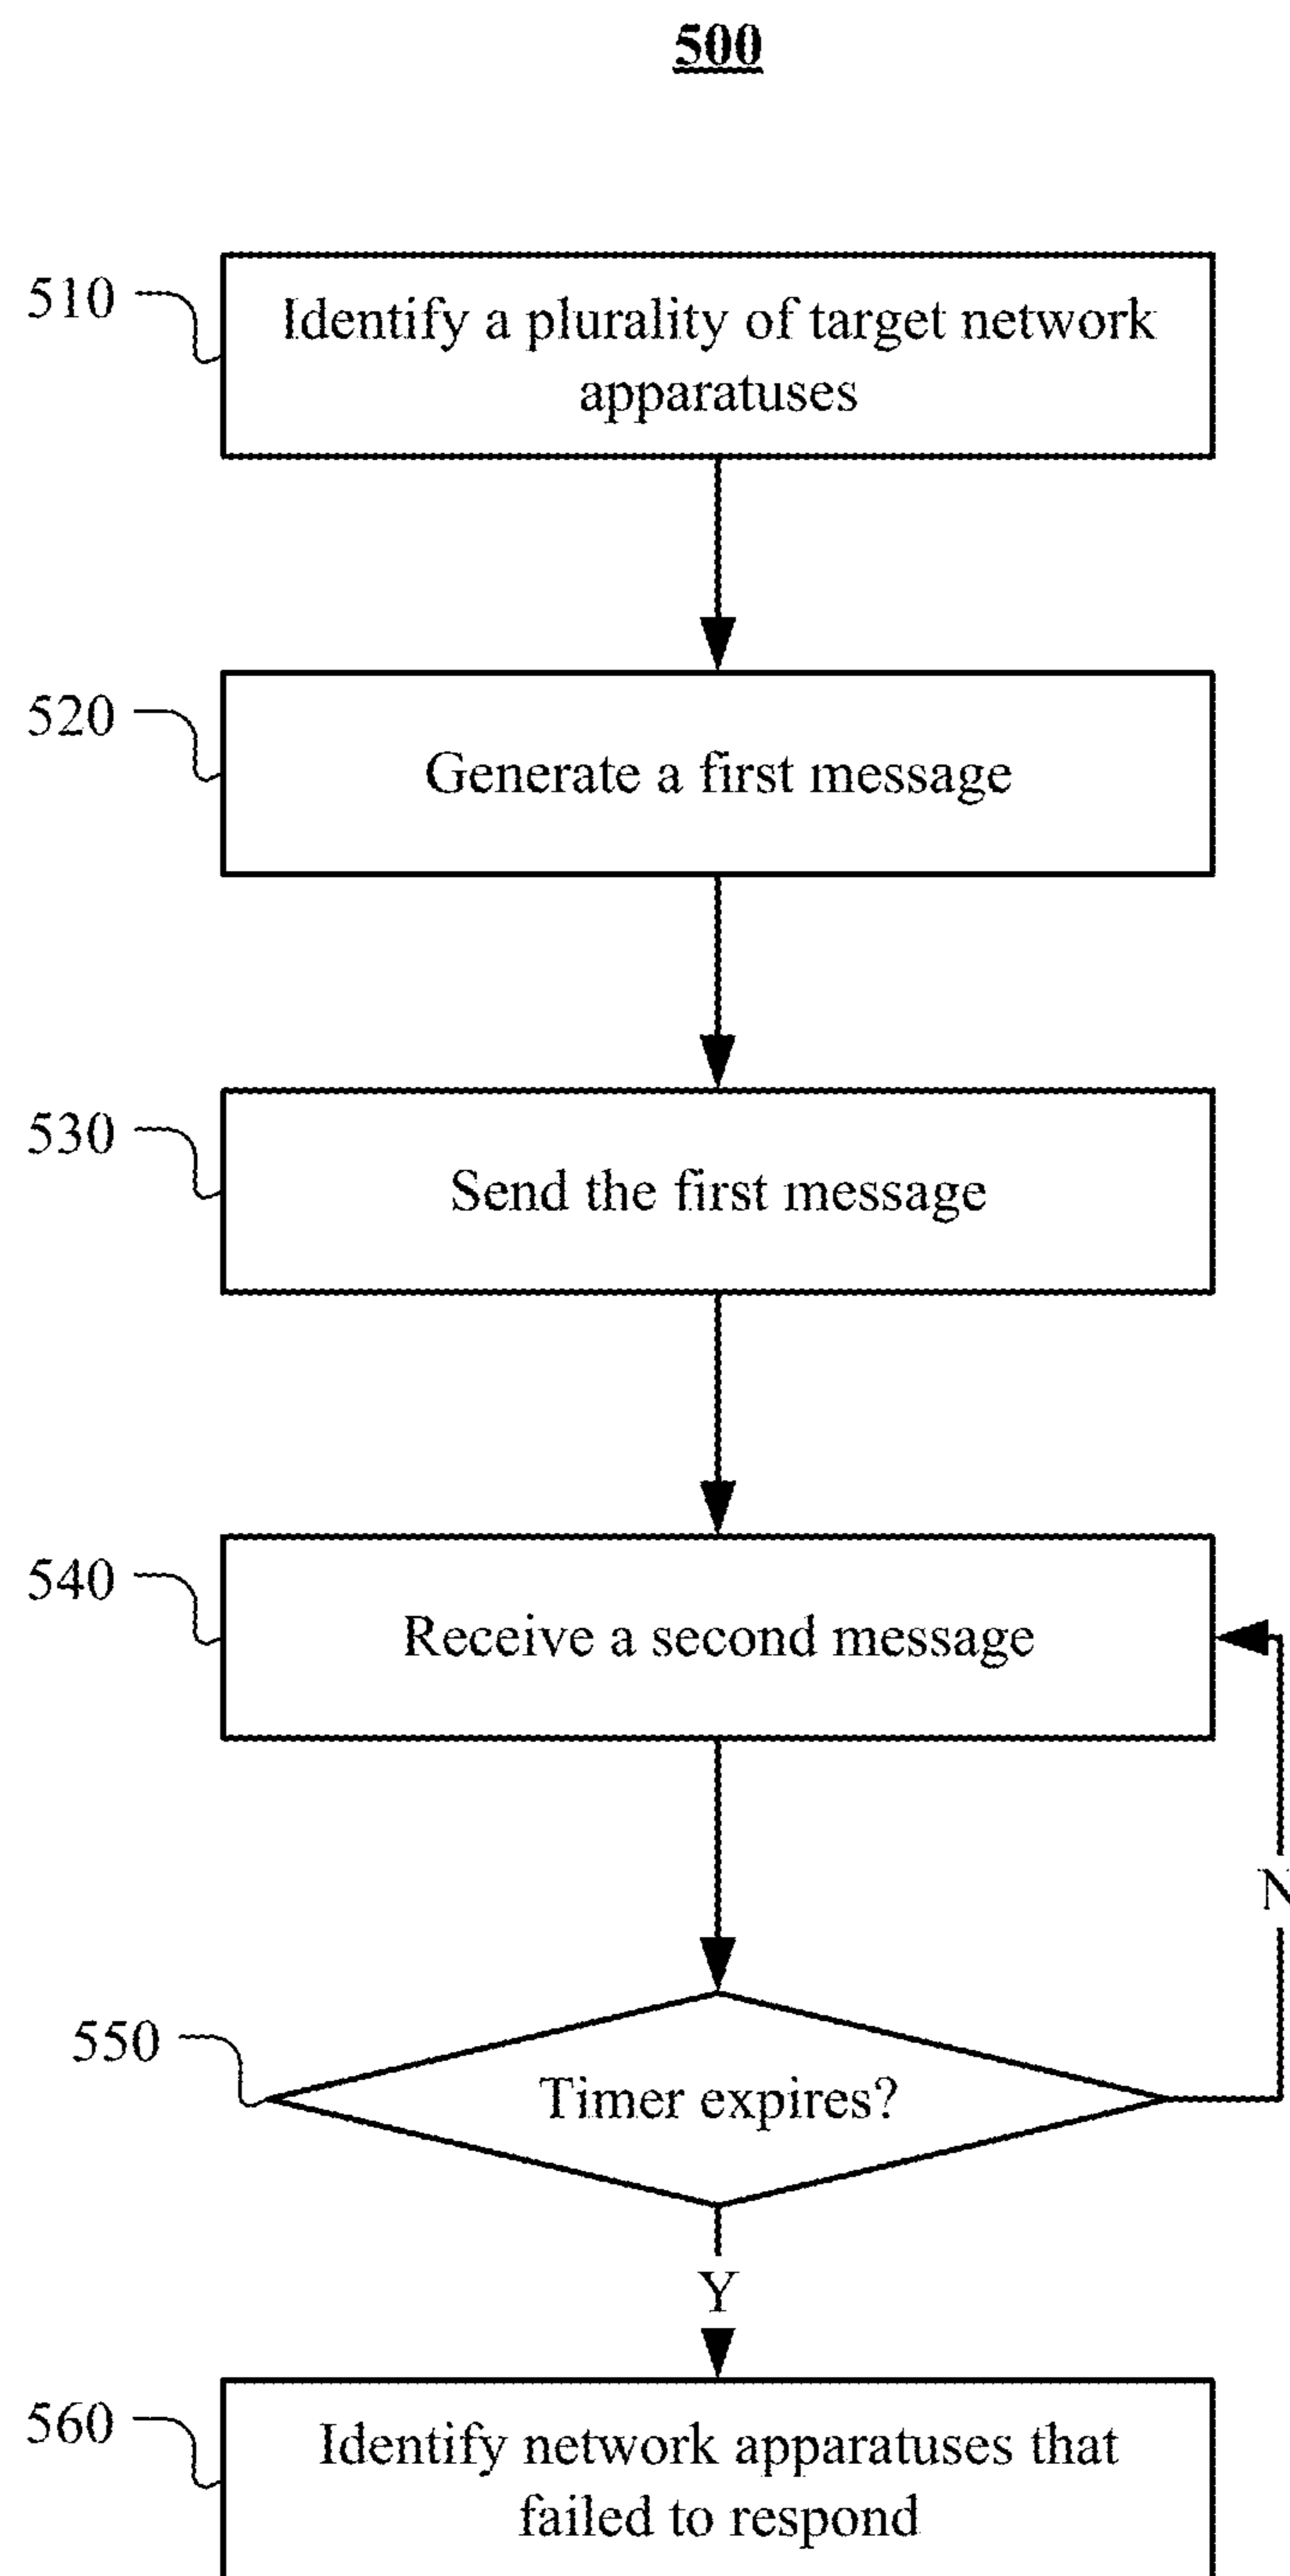 500
510
Identify a plurality of target network
apparatuses
520
Generate a first message
530
Send the first message
540
Receive a second message
N
550
Timer expires?
Y
560
Identify network apparatuses that
failed to respond